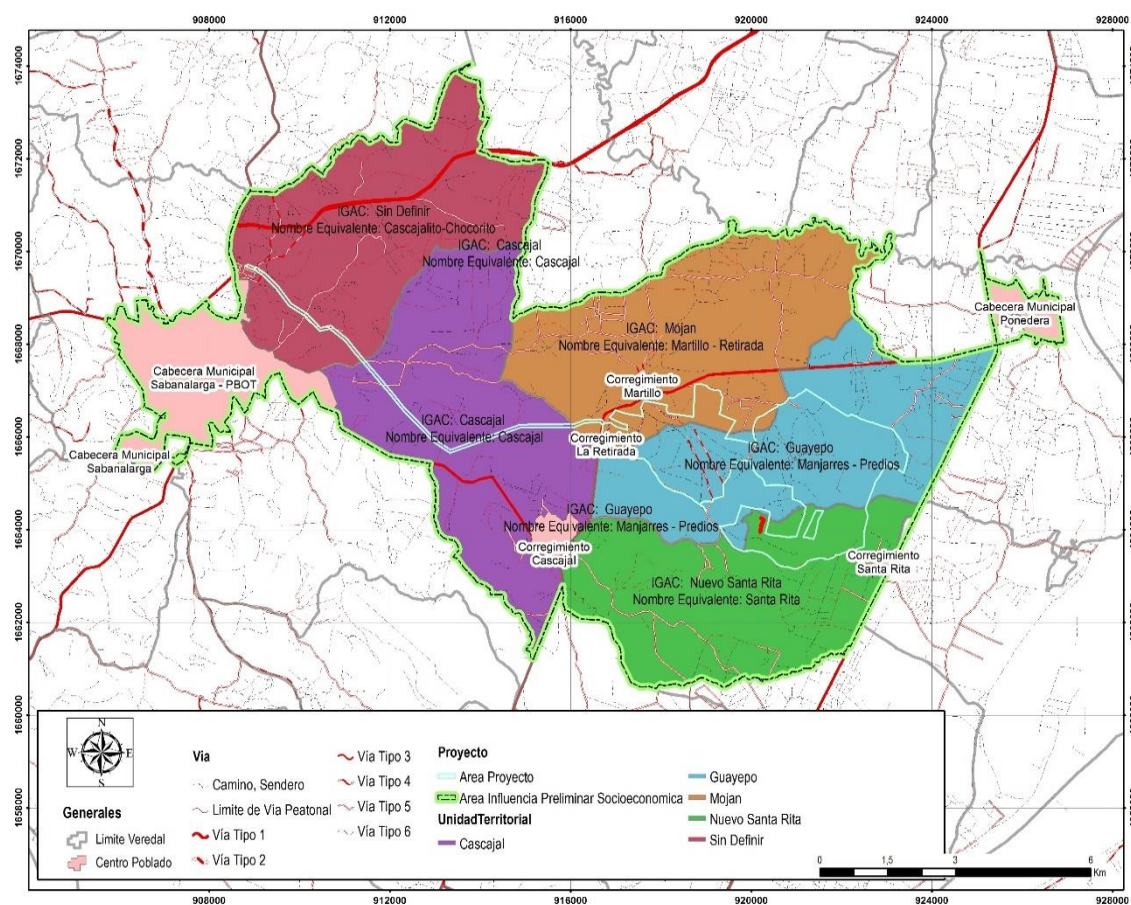 908000 912000 916000 920000 924000 928000
1674000
1672000
1670000
1668000
1666000
1664000
1662000
1660000
1658000
IGAC: Sin Definir
Nombre Equivalente: Cascajalito-Chocorito
IGAC: Cascajal
Nombre Equivalente: Cascajal
IGAC: Mójan
Nombre Equivalente: Martillo - Retirada
Cabecera Municipal
Ponedera
Cabecera Municipal
Sabanalarga - PBOT
Corregimiento
Martillo
IGAC: Cascajal
Nombre Equivalente: Cascajal
Corregimiento
La Retirada
Cabecera Municipal
Sabanalarga
IGAC: Guayepo
Nombre Equivalente: Manjarres - Predios
IGAC: Guayepo
Nombre Equivalente: Manjarres - Predios
Corregimiento
Cascajal
Corregimiento
Santa Rita
IGAC: Nuevo Santa Rita
Nombre Equivalente: Santa Rita
N
W E
S
Generales
Limite Veredal
Centro Poblado
Via
Camino, Sendero
Limite de Via Peatonal
Vía Tipo 1
Vía Tipo 2
Vía Tipo 3
Vía Tipo 4
Vía Tipo 5
Vía Tipo 6
Proyecto
Area Proyecto
Area Influencia Preliminar Socioeconomica
UnidadTerritorial
Cascajal
Guayepo
Mojan
Nuevo Santa Rita
Sin Definir
0 1,5 3 6
Km
908000 912000 916000 920000 924000 928000